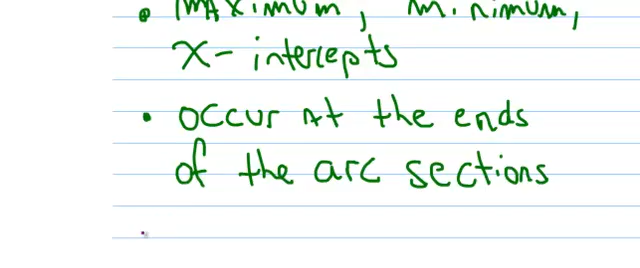 • maximum, minimum,
x-intercepts
• occur at the ends
of the arc sections